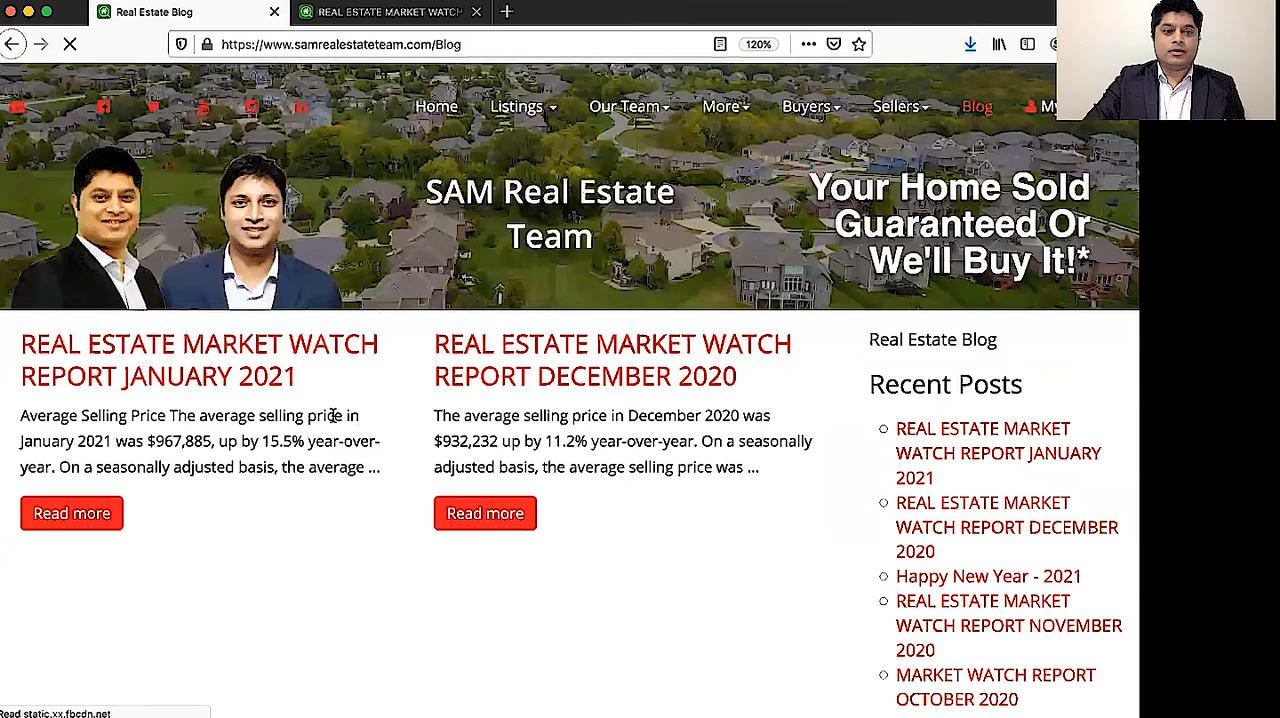 Real Estate Blog
REAL ESTATE MARKET WATCH
https://www.samrealestateteam.com/Blog
120%
Home Listings Our Team More Buyers Sellers Blog My
SAM Real Estate
Team
Your Home Sold
Guaranteed Or
We'll Buy It!*
REAL ESTATE MARKET WATCH
REPORT JANUARY 2021
Average Selling Price The average selling price in
January 2021 was $967,885, up by 15.5% year-over-
year. On a seasonally adjusted basis, the average ...
Read more
REAL ESTATE MARKET WATCH
REPORT DECEMBER 2020
The average selling price in December 2020 was
$932,232 up by 11.2% year-over-year. On a seasonally
adjusted basis, the average selling price was ...
Read more
Real Estate Blog
Recent Posts
REAL ESTATE MARKET
WATCH REPORT JANUARY
2021
REAL ESTATE MARKET
WATCH REPORT DECEMBER
2020
Happy New Year - 2021
REAL ESTATE MARKET
WATCH REPORT NOVEMBER
2020
MARKET WATCH REPORT
OCTOBER 2020
Read static.xx.fbcdn.net